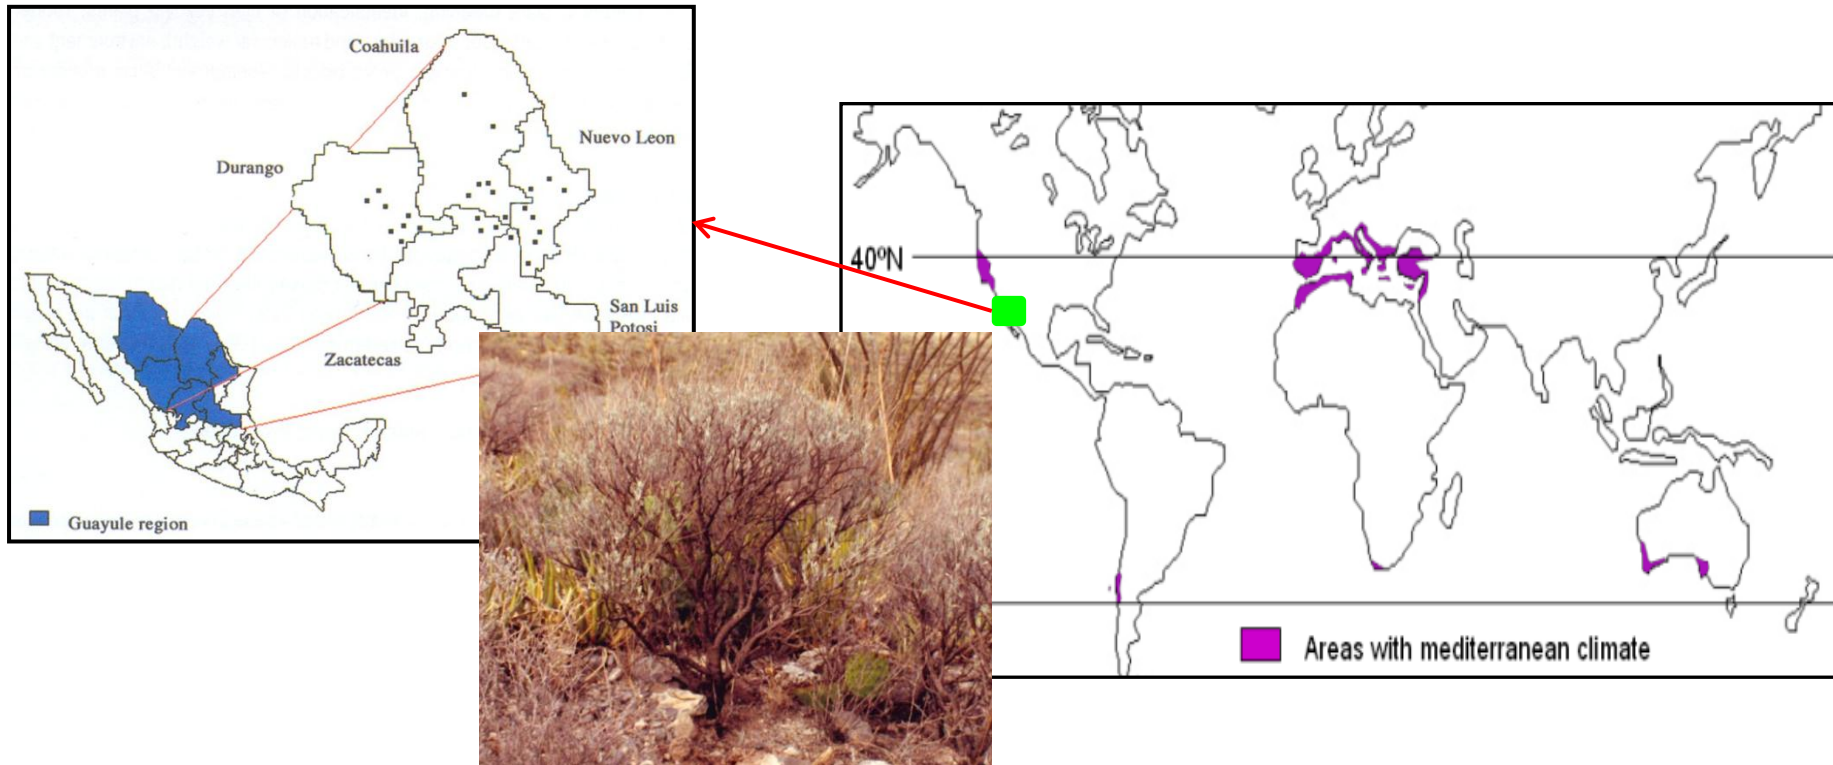 Coahuila
Nuevo Leon
Durango
San Luis
Potosi
Zacatecas
Guayule region
40ºN
Areas with mediterranean climate